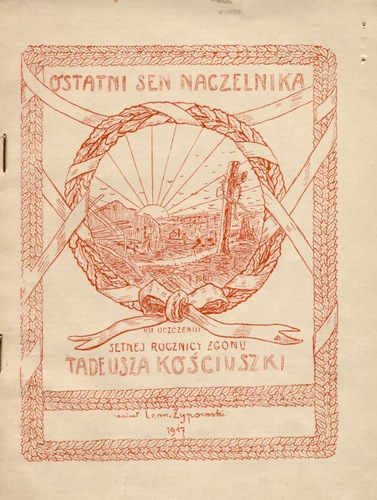 OSTATNI SEN NACZELNIKA
KU UCZCZENIU
SETNEJ ROCZNICY ZGONU
TADEUSZA KOŚCIUSZKI
1917